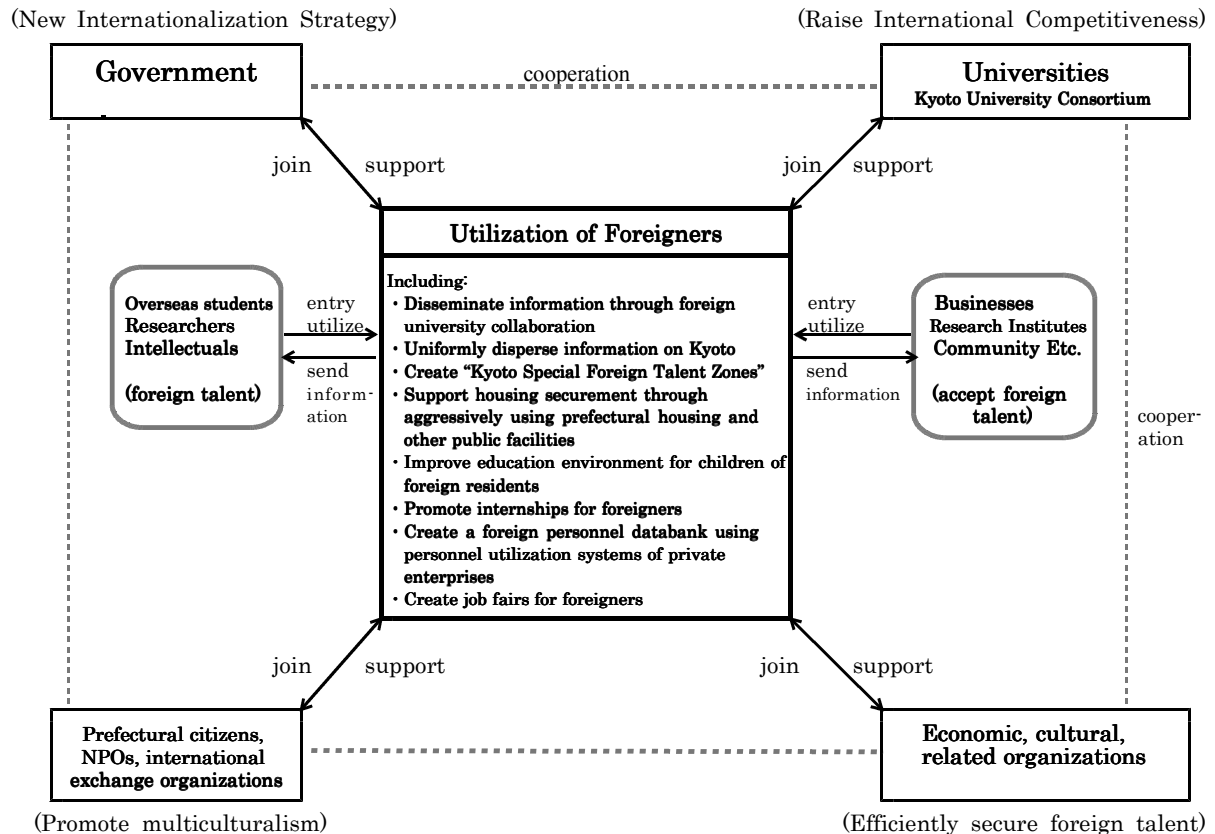 (New Internationalization Strategy)
(Raise International Competitiveness)
Government
cooperation
Universities
Kyoto University Consortium
join
support
join
support
Utilization of Foreigners
Including:
・Disseminate information through foreign
university collaboration
・Uniformly disperse information on Kyoto
・Create “Kyoto Special Foreign Talent Zones”
・Support housing securement through
aggressively using prefectural housing and
other public facilities
・Improve education environment for children of
foreign residents
・Promote internships for foreigners
・Create a foreign personnel databank using
personnel utilization systems of private
enterprises
・Create job fairs for foreigners
Overseas students
Researchers
Intellectuals
(foreign talent)
entry
utilize
send
inform-
ation
entry
utilize
send
information
Businesses
Research Institutes
Community Etc.
(accept foreign
talent)
cooper-
ation
join
support
join
support
Prefectural citizens,
NPOs, international
exchange organizations
Economic, cultural,
related organizations
(Promote multiculturalism)
(Efficiently secure foreign talent)